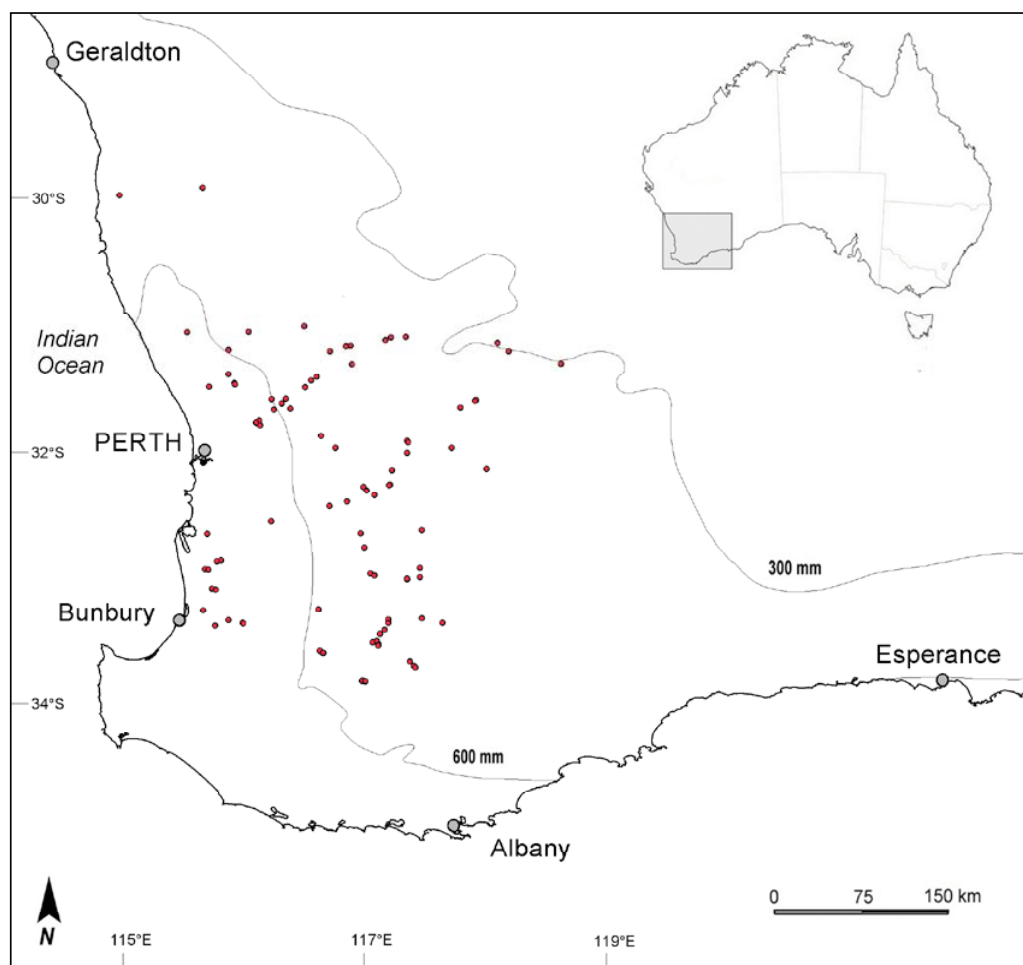 Geraldton
30°S
Indian
Ocean
PERTH
32°S
300 mm
Bunbury
Esperance
34°S
600 mm
Albany
0 75 150 km
N
115°E 117°E 119°E